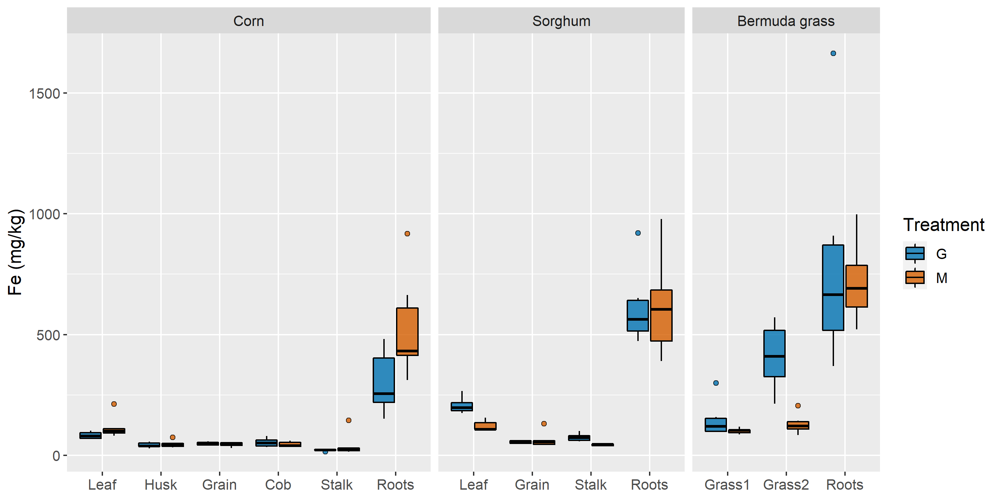 Corn
Sorghum
Bermuda grass
1500
1000
500
0
Fe (mg/kg)
Leaf Husk Grain Cob Stalk Roots
Leaf Grain Stalk Roots
Grass1 Grass2 Roots
Treatment
G
M